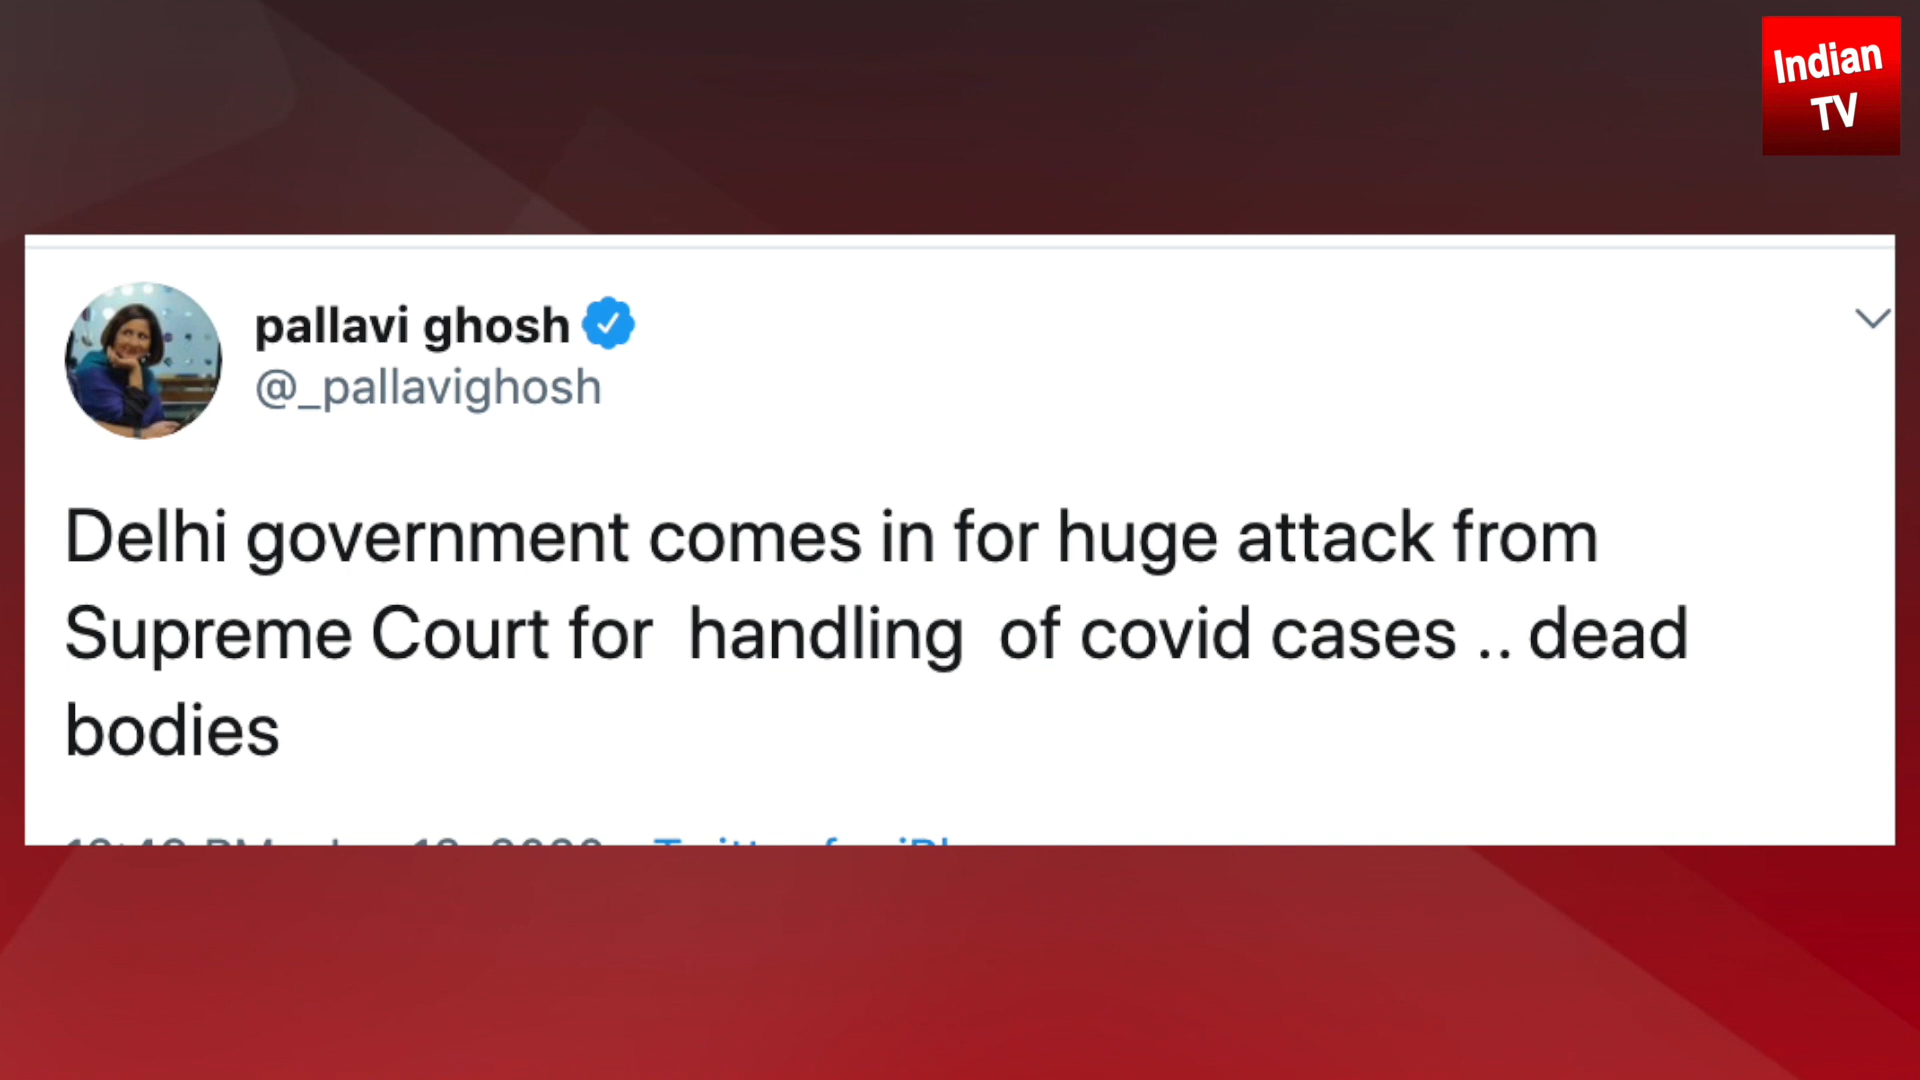 Indian
TV
pallavi ghosh
@_pallavighosh
Delhi government comes in for huge attack from
Supreme Court for handling of covid cases .. dead
bodies